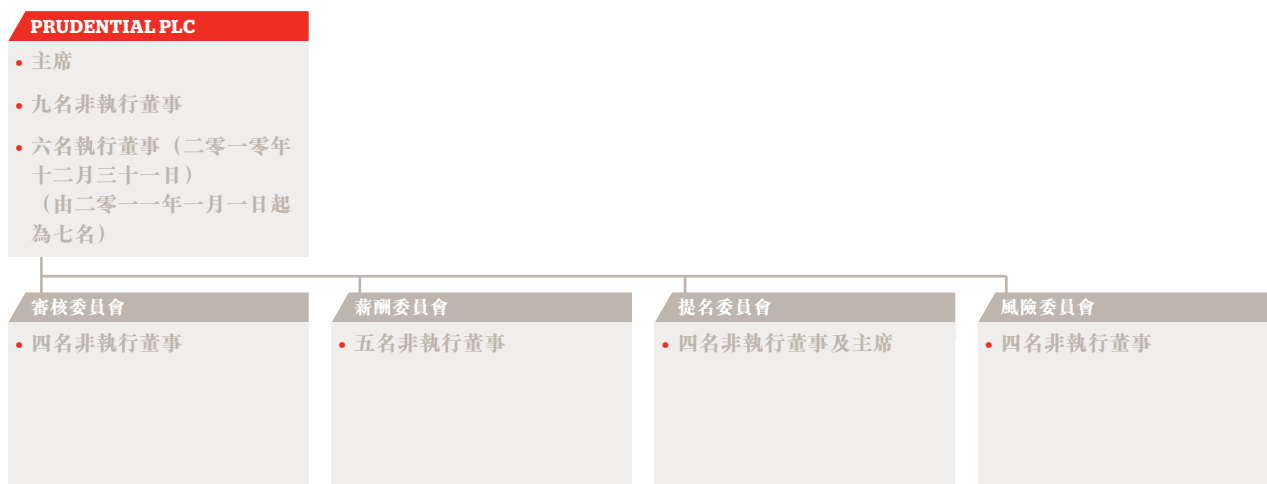 PRUDENTIAL PLC
• 主席
• 九名非執行董事
• 六名執行董事（二零一零年
十二月三十一日）
（由二零一一年一月一日起
為七名）
審核委員會
• 四名非執行董事
薪酬委員會
• 五名非執行董事
提名委員會
• 四名非執行董事及主席
風險委員會
• 四名非執行董事